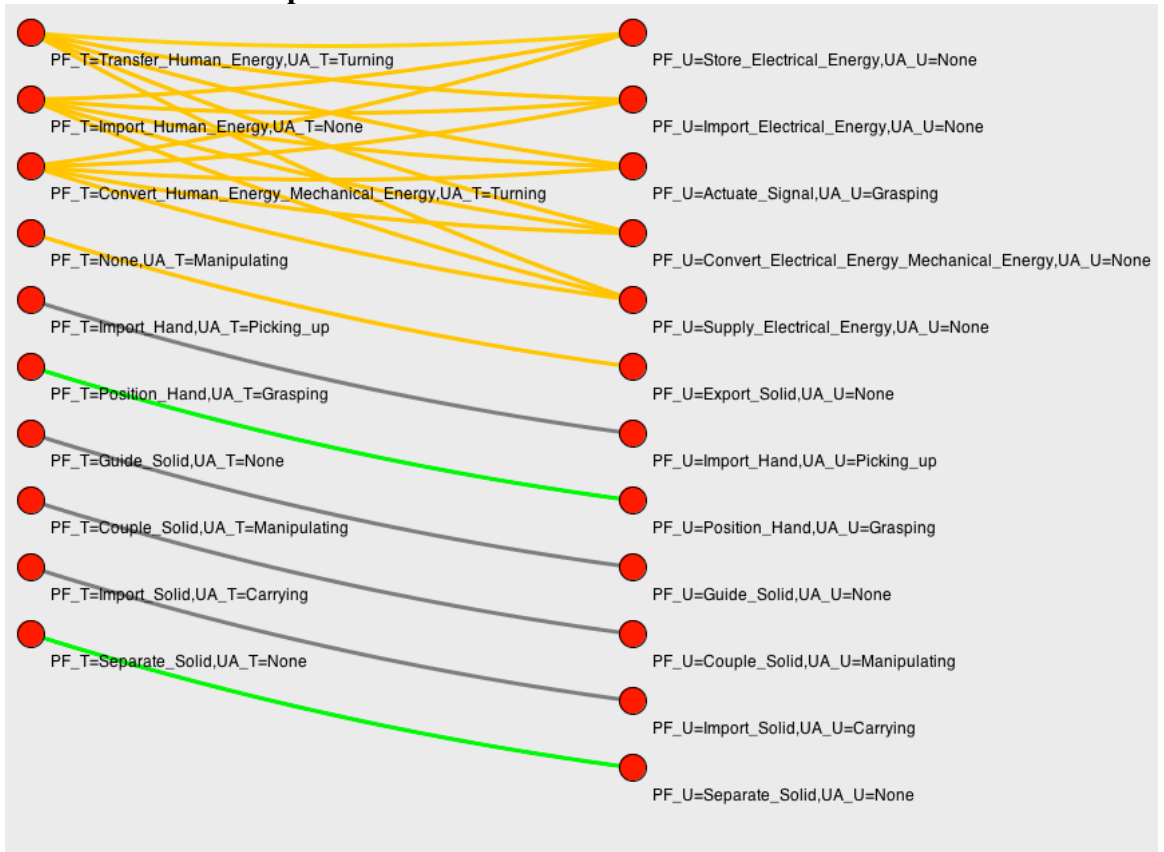 PF_T=Transfer_Human_Energy,UA_T=Turning
PF_T=Import_Human_Energy,UA_T=None
PF_T=Convert_Human_Energy_Mechanical_Energy,UA_T=Turning
PF_T=None,UA_T=Manipulating
PF_T=Import_Hand,UA_T=Picking_up
PF_T=Position_Hand,UA_T=Grasping
PF_T=Guide_Solid,UA_T=None
PF_T=Couple_Solid,UA_T=Manipulating
PF_T=Import_Solid,UA_T=Carrying
PF_T=Separate_Solid,UA_T=None
PF_U=Store_Electrical_Energy,UA_U=None
PF_U=Import_Electrical_Energy,UA_U=None
PF_U=Actuate_Signal,UA_U=Grasping
PF_U=Convert_Electrical_Energy_Mechanical_Energy,UA_U=None
PF_U=Supply_Electrical_Energy,UA_U=None
PF_U=Export_Solid,UA_U=None
PF_U=Import_Hand,UA_U=Picking_up
PF_U=Position_Hand,UA_U=Grasping
PF_U=Guide_Solid,UA_U=None
PF_U=Couple_Solid,UA_U=Manipulating
PF_U=Import_Solid,UA_U=Carrying
PF_U=Separate_Solid,UA_U=None